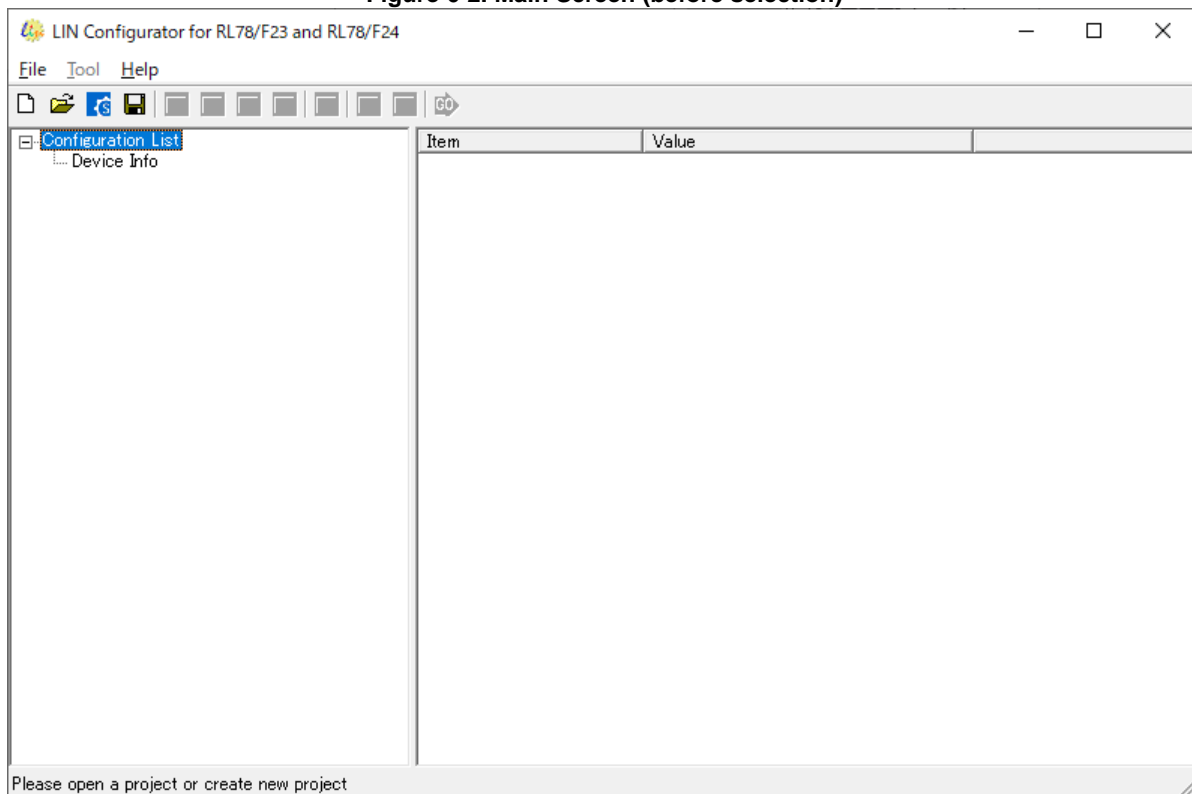 LIN Configurator for RL78/F23 and RL78/F24
File Tool Help
GO
Configuration List
Device Info
Item Value
Please open a project or create new project